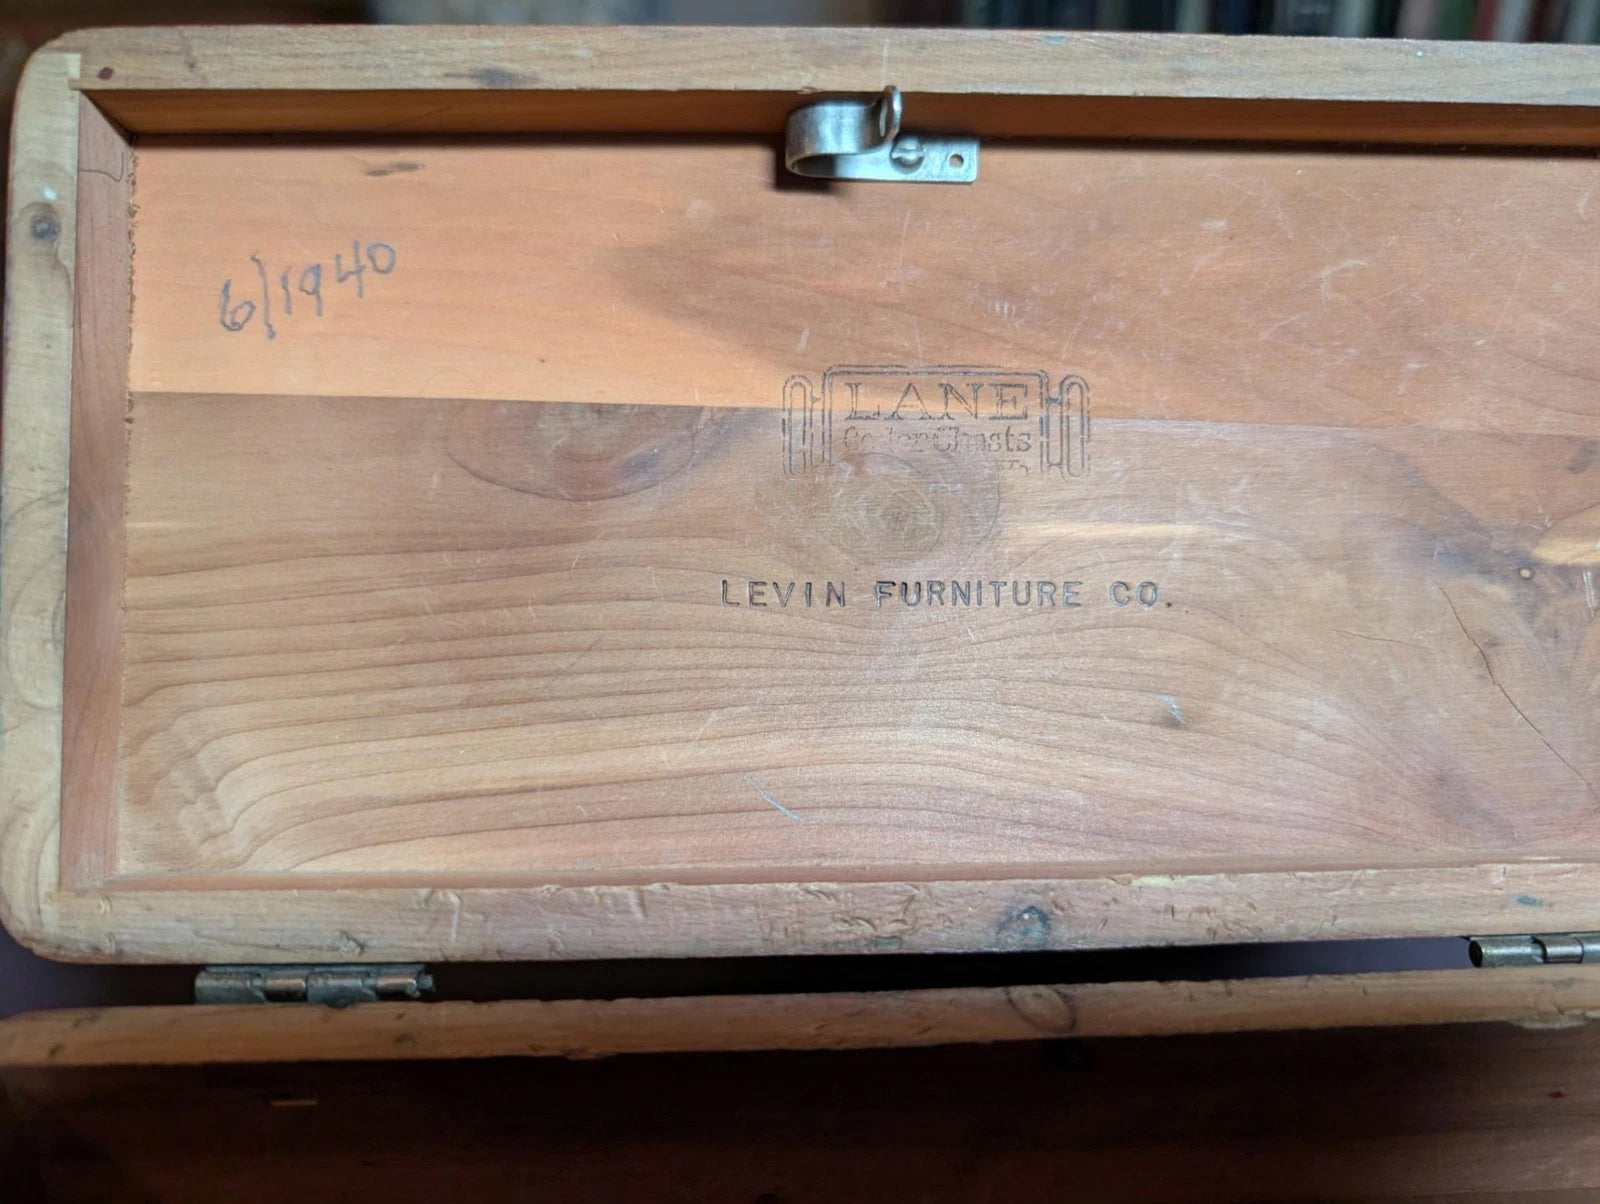 6/1940
LANE
Cedar Chests
LEVIN FURNITURE CO.